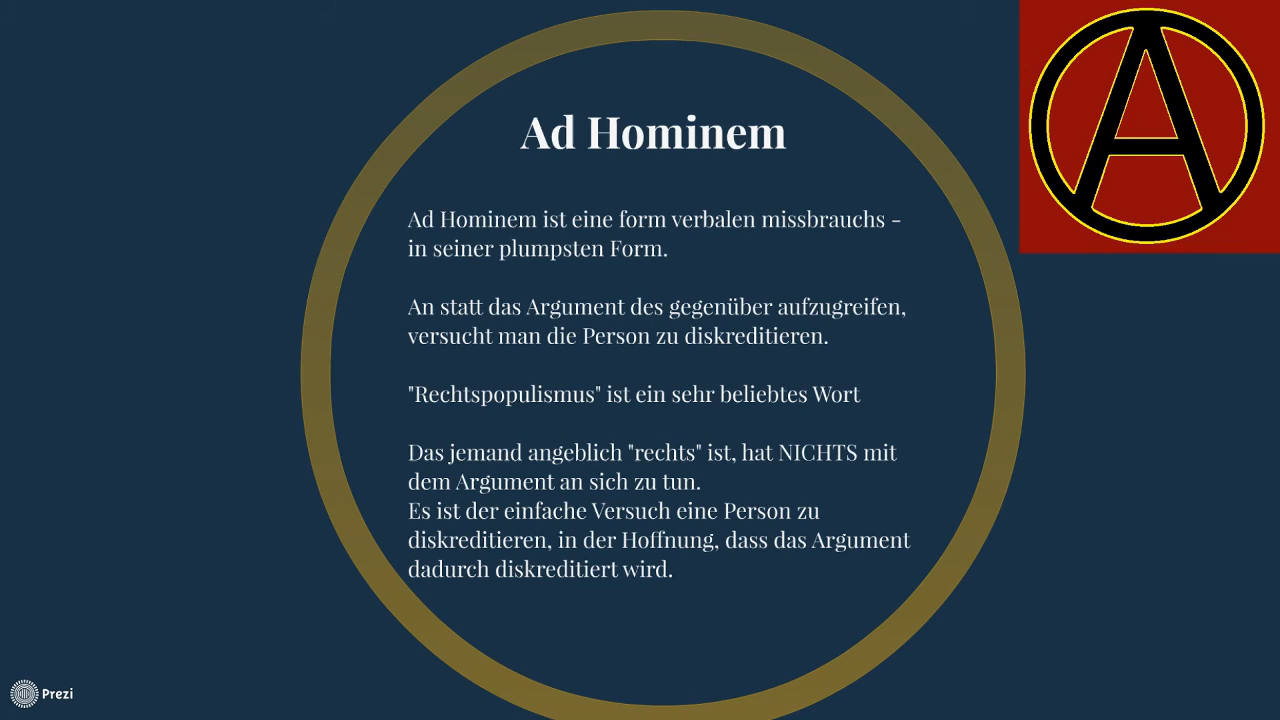 Ad Hominem
Ad Hominem ist eine form verbalen missbrauchs -
in seiner plumpsten Form.
An statt das Argument des gegenüber aufzugreifen,
versucht man die Person zu diskreditieren.
"Rechtspopulismus" ist ein sehr beliebtes Wort
Das jemand angeblich "rechts" ist, hat NICHTS mit
dem Argument an sich zu tun.
Es ist der einfache Versuch eine Person zu
diskreditieren, in der Hoffnung, dass das Argument
dadurch diskreditiert wird.
A
Prezi